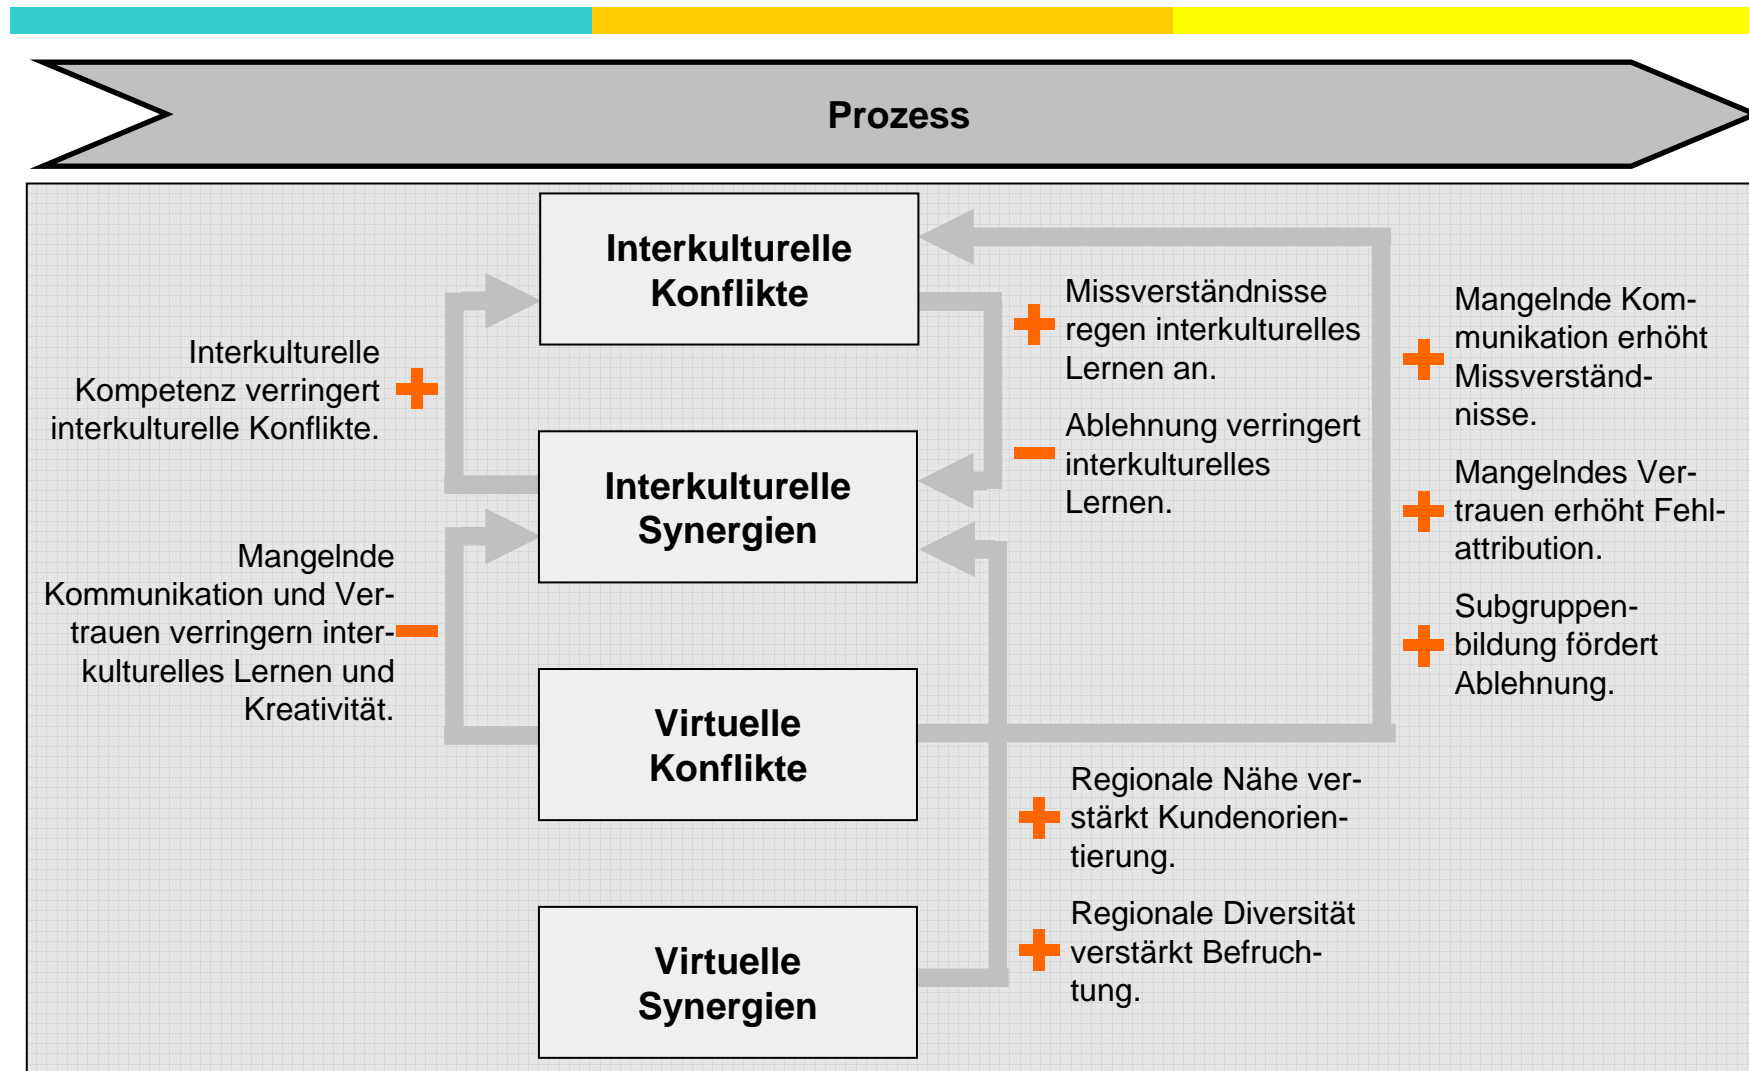 Prozess
Interkulturelle
Konflikte
Interkulturelle
Kompetenz verringert
interkulturelle Konflikte.
+
+
Missverständnisse
regen interkulturelles
Lernen an.
−
Ablehnung verringert
interkulturelles
Lernen.
+
Mangelnde Kom-
munikation erhöht
Missverständ-
nisse.
+
Mangelndes Ver-
trauen erhöht Fehl-
attribution.
+
Subgruppen-
bildung fördert
Ablehnung.
Interkulturelle
Synergien
Mangelnde
Kommunikation und Ver-
trauen verringern inter-
kulturelles Lernen und
Kreativität.
−
Virtuelle
Konflikte
+
Regionale Nähe ver-
stärkt Kundenorien-
tierung.
+
Regionale Diversität
verstärkt Befruch-
tung.
Virtuelle
Synergien